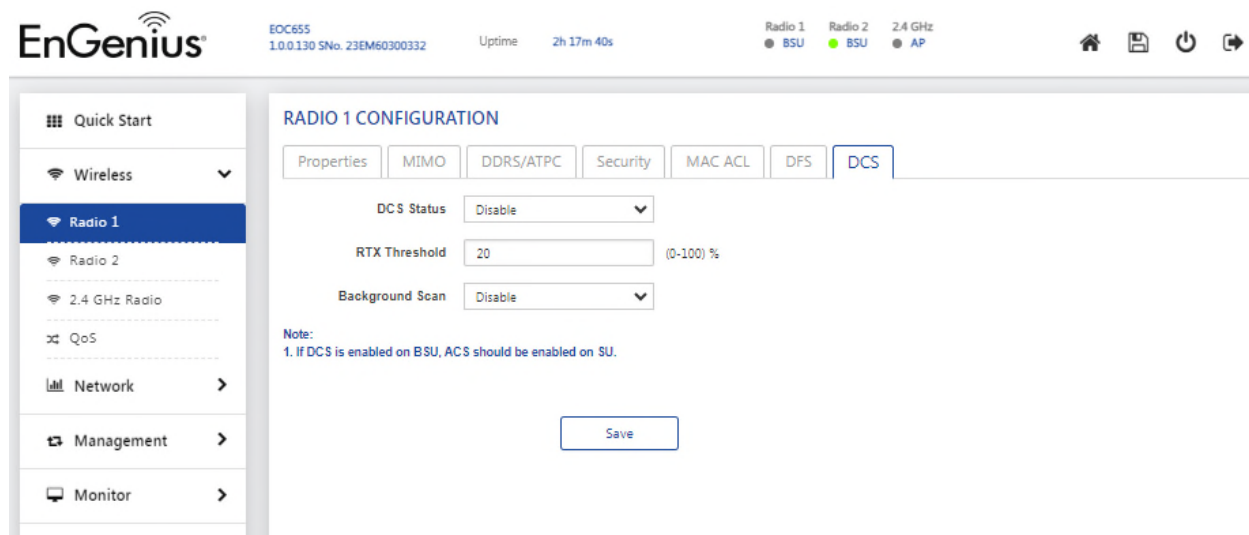 EnGenius
EOC655
1.0.0.130 SNo. 23EM60300332
Uptime 2h 17m 40s
Radio 1 Radio 2 2.4 GHz
BSU BSU AP
Quick Start
Wireless
Radio 1
Radio 2
2.4 GHz Radio
QoS
Network
Management
Monitor
RADIO 1 CONFIGURATION
Properties MIMO DDRS/ATPC Security MAC ACL DFS DCS
DCS Status Disable
RTX Threshold 20 (0-100) %
Background Scan Disable
Note:
1. If DCS is enabled on BSU, ACS should be enabled on SU.
Save